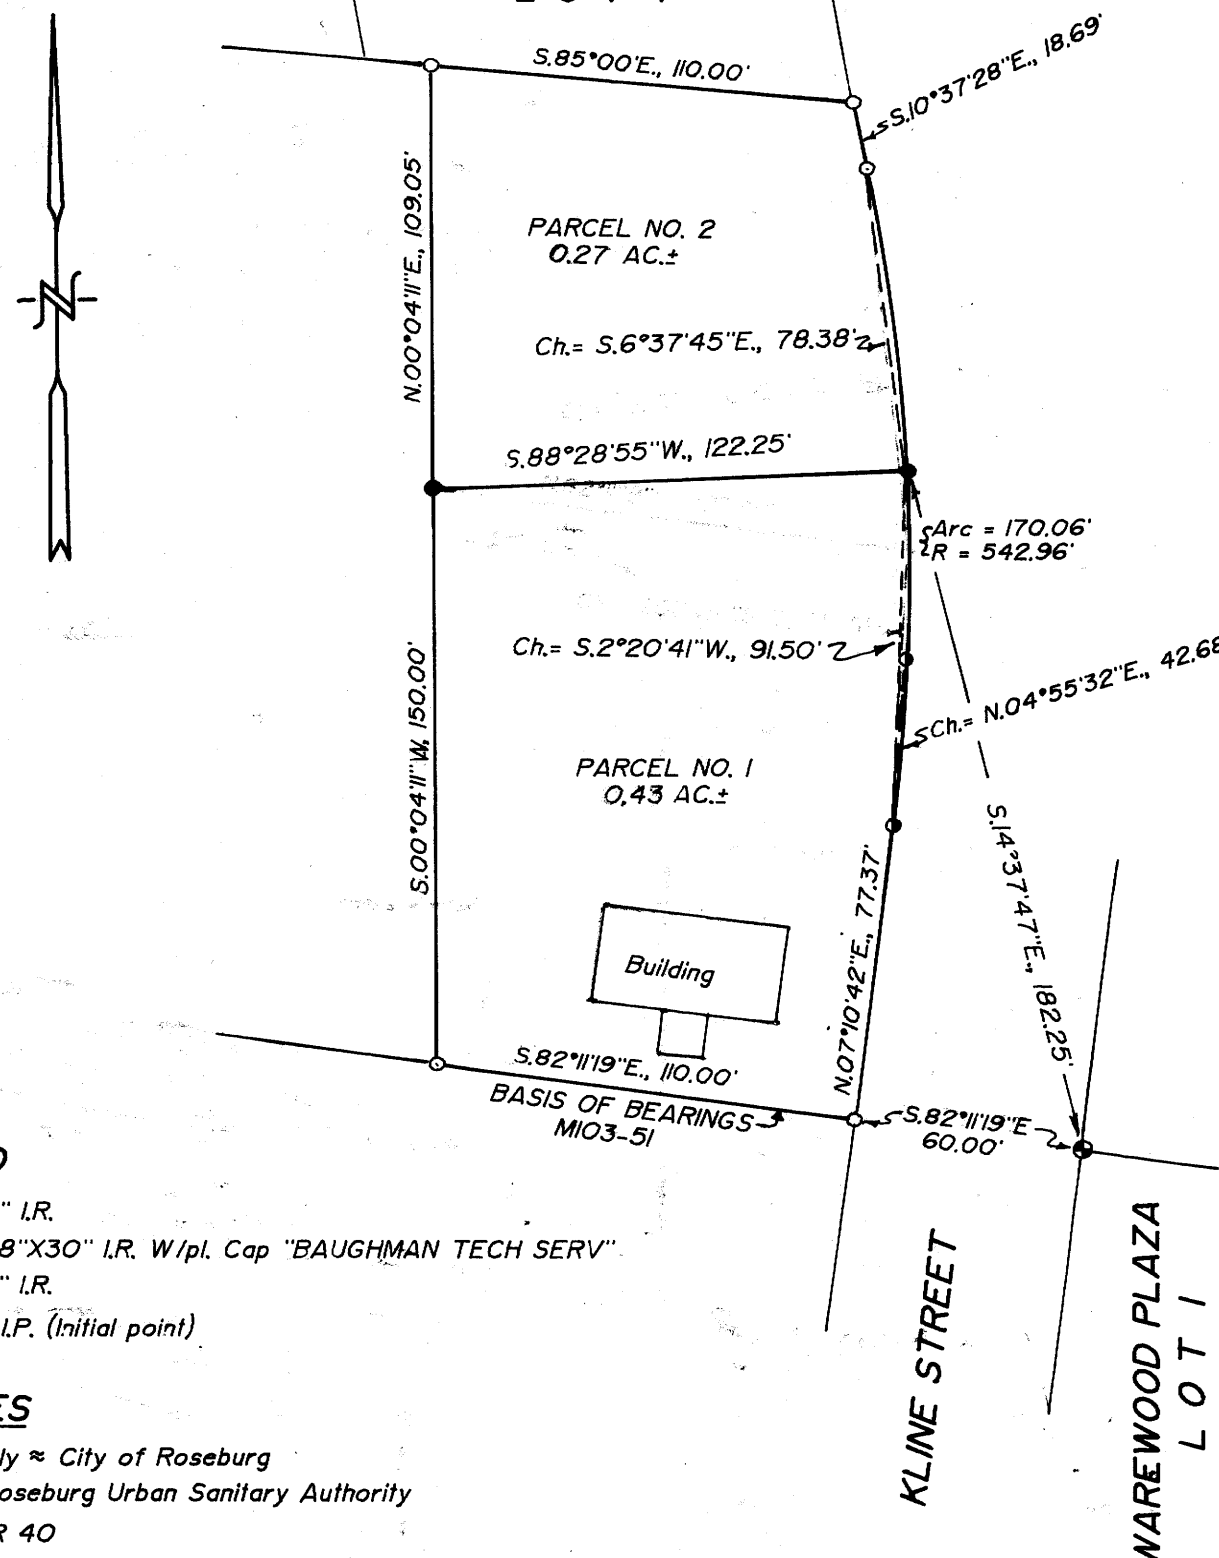 S.85°00'E., 110.00'
S.10°37'28"E., 18.69'
N.00°04'11"E., 109.05'
PARCEL NO. 2
0.27 AC.±
Ch.= S.6°37'45"E., 78.38'
S.88°28'55"W., 122.25'
Arc = 170.06'
R = 542.96'
Ch.= S.2°20'41"W., 91.50'
Ch.= N.04°55'32"E., 42.68
S.00°04'11"W, 150.00'
PARCEL NO. 1
0.43 AC.±
S.14°37'47"E., 182.25'
N.07°10'42"E., 77.37'
Building
S.82°11'19"E., 110.00'
BASIS OF BEARINGS
M103-51
S.82°11'19"E
60.00'
" I.R.
8"X30" I.R. W/pl. Cap "BAUGHMAN TECH SERV"
" I.R.
I.P. (Initial point)
ES
ly ≈ City of Roseburg
oseburg Urban Sanitary Authority
R 40
KLINE STREET
NAREWOOD PLAZA
LOT 1
N